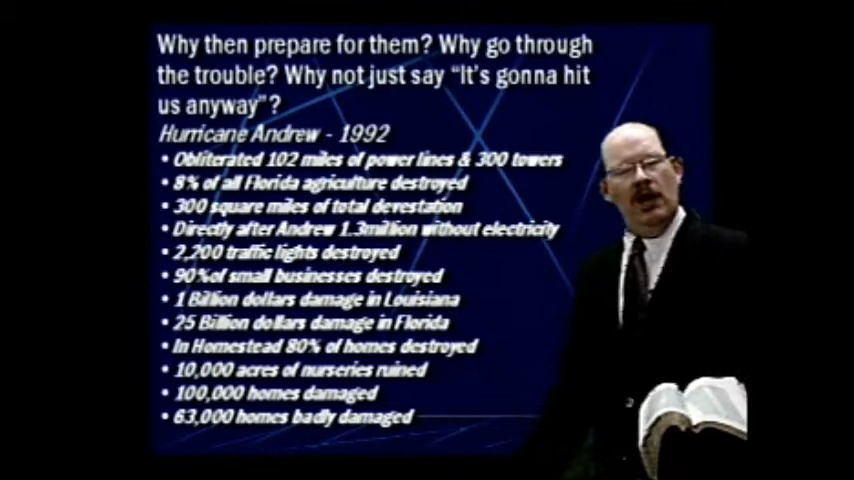 Why then prepare for them? Why go through
the trouble? Why not just say “It's gonna hit
us anyway”?
Hurricane Andrew - 1992
• Obliterated 102 miles of power lines & 300 towers
• 8% of all Florida agriculture destroyed
• 300 square miles of total devestation
• Directly after Andrew 1.3million without electricity
• 2,200 traffic lights destroyed
• 90%of small businesses destroyed
• 1 Billion dollars damage in Louisiana
• 25 Billion dollars damage in Florida
• In Homestead 80% of homes destroyed
• 10,000 acres of nurseries ruined
• 100,000 homes damaged
• 63,000 homes badly damaged